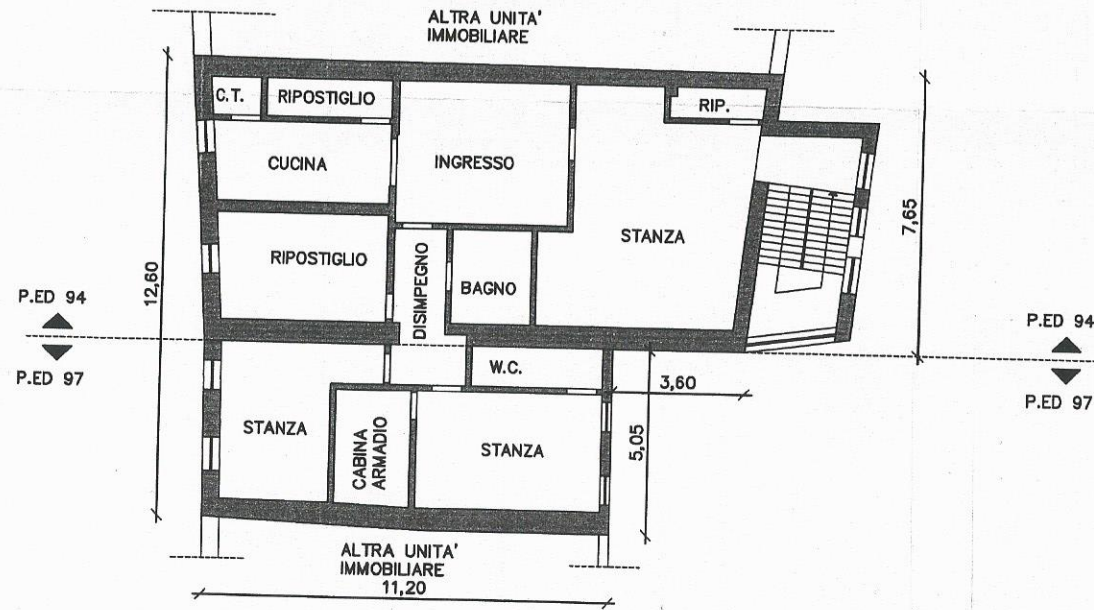 ALTRA UNITA'
IMMOBILIARE
C.T.
RIPOSTIGLIO
RIP.
CUCINA
INGRESSO
STANZA
7,65
12,60
RIPOSTIGLIO
DISIMPEGNO
BAGNO
P.ED 94
P.ED 97
P.ED 94
P.ED 97
W.C.
3,60
STANZA
CABINA
ARMADIO
STANZA
5,05
ALTRA UNITA'
IMMOBILIARE
11,20